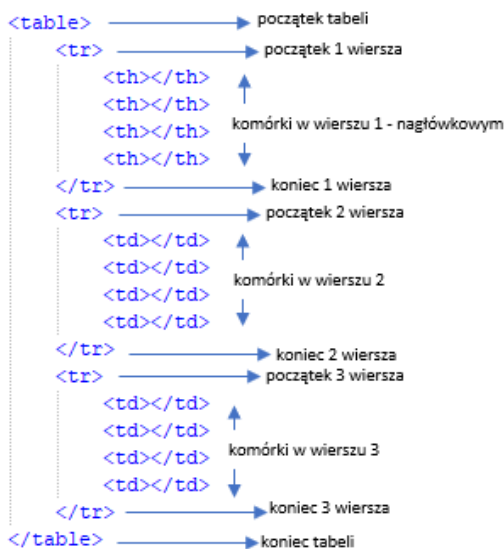 <table> początek tabeli
<tr> początek 1 wiersza
<th></th>
<th></th>
komórki w wierszu 1 - nagłówkowym
<th></th>
<th></th>
</tr> koniec 1 wiersza
<tr> początek 2 wiersza
<td></td>
<td></td>
komórki w wierszu 2
<td></td>
<td></td>
</tr> koniec 2 wiersza
<tr> początek 3 wiersza
<td></td>
<td></td>
komórki w wierszu 3
<td></td>
<td></td>
</tr> koniec 3 wiersza
</table> koniec tabeli